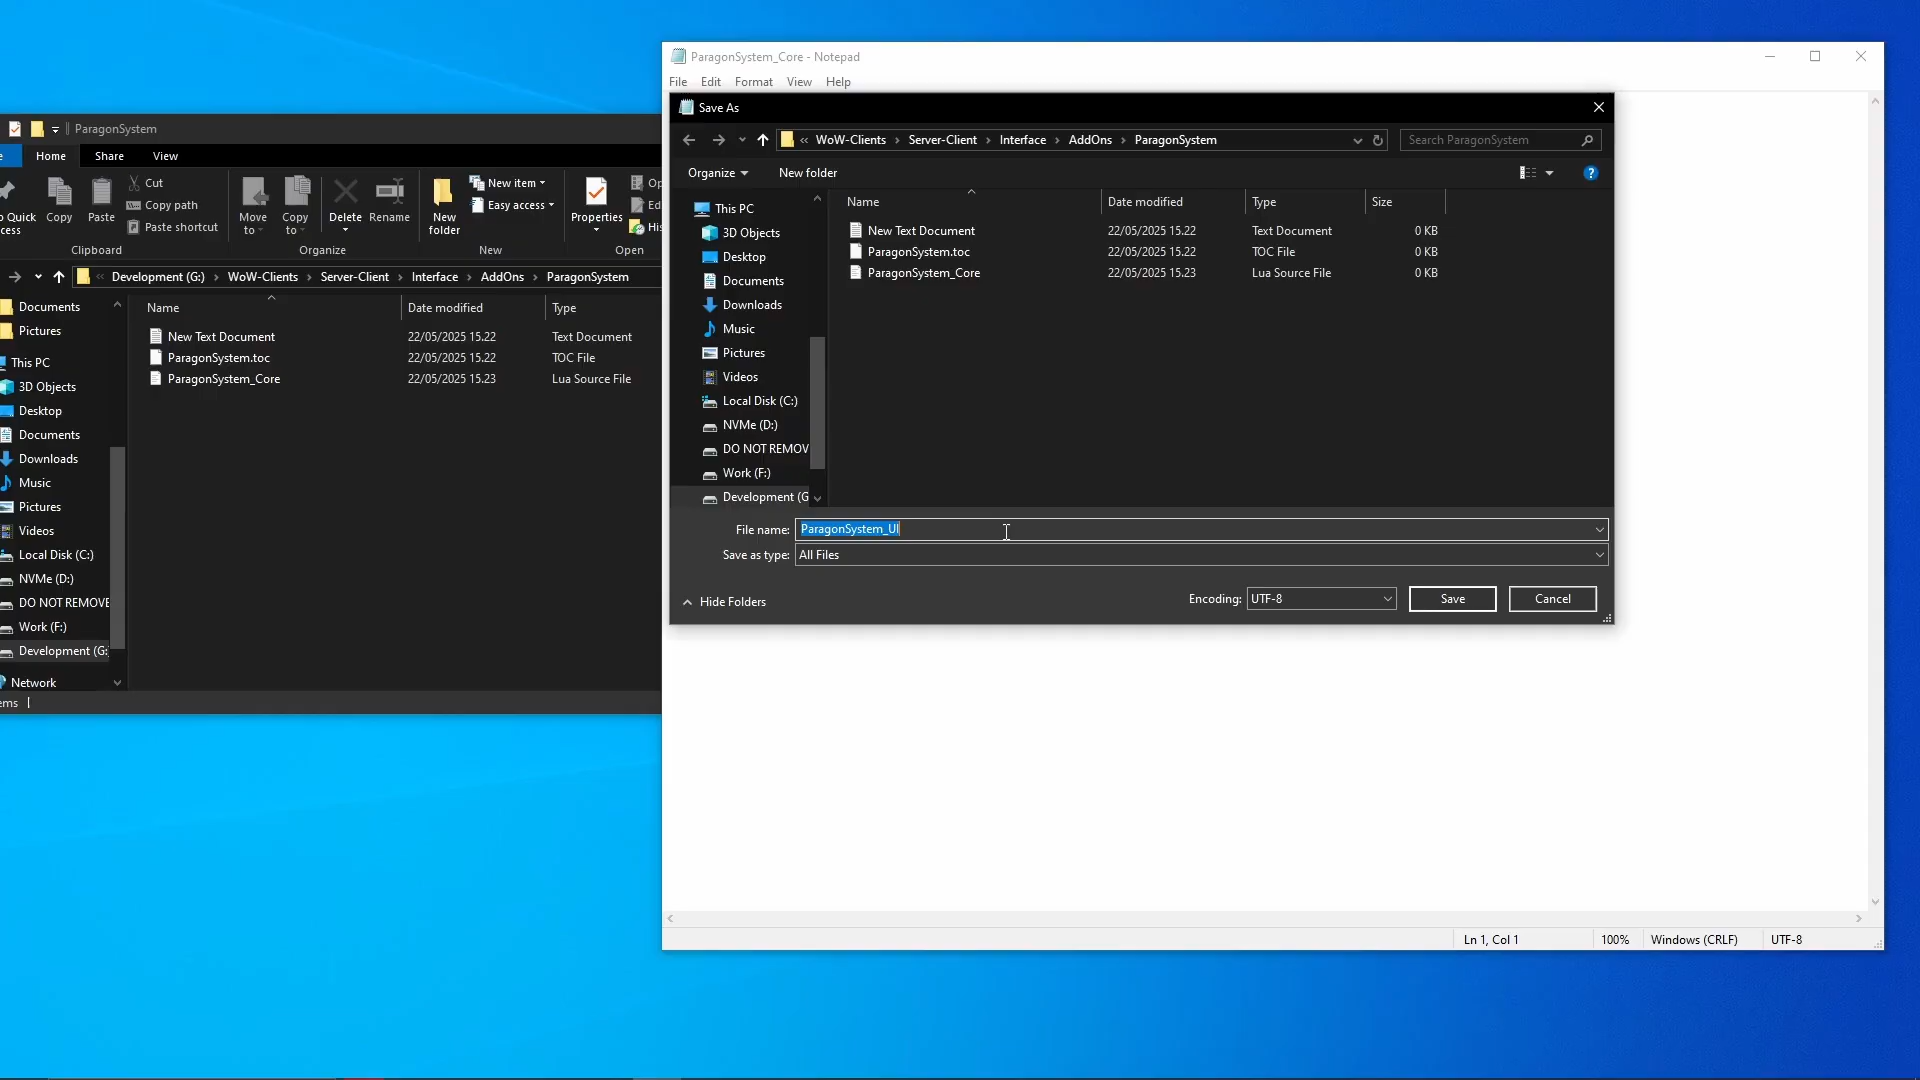 ParagonSystem_Core - Notepad
File Edit Format View Help
Save As
WoW-Clients Server-Client Interface AddOns ParagonSystem
Search ParagonSystem
Organize New folder
Name Date modified Type Size
This PC
3D Objects
Desktop
Documents
Downloads
Music
Pictures
Videos
Local Disk (C:)
NVMe (D:)
DO NOT REMOV
Work (F:)
Development (G
New Text Document 22/05/2025 15.22 Text Document 0 KB
ParagonSystem.toc 22/05/2025 15.22 TOC File 0 KB
ParagonSystem_Core 22/05/2025 15.23 Lua Source File 0 KB
File name: ParagonSystem_UI
Save as type: All Files
Hide Folders
Encoding: UTF-8 Save Cancel
Ln 1, Col 1 100% Windows (CRLF) UTF-8
ParagonSystem
Home Share View
Quick
cess
Copy
Paste
Cut
Copy path
Paste shortcut
Clipboard
Move to
Copy to
Delete
Rename
Organize
New folder
New item
Easy access
New
Properties
Op
Ed
His
Open
Development (G:) WoW-Clients Server-Client Interface AddOns ParagonSystem
Name Date modified Type
Documents
Pictures
This PC
3D Objects
Desktop
Documents
Downloads
Music
Pictures
Videos
Local Disk (C:)
NVMe (D:)
DO NOT REMOVE
Work (F:)
Development (G:
Network
New Text Document 22/05/2025 15.22 Text Document
ParagonSystem.toc 22/05/2025 15.22 TOC File
ParagonSystem_Core 22/05/2025 15.23 Lua Source File
ems